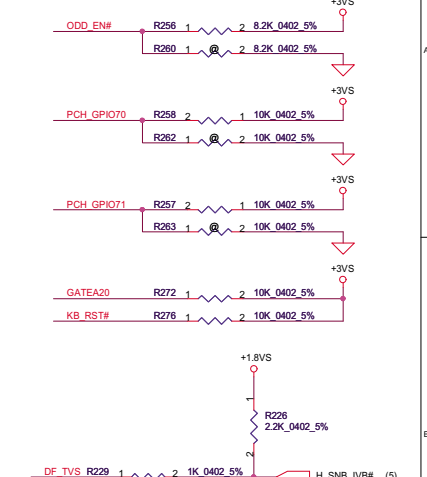 +3VS
ODD_EN# R256 1 2 8.2K_0402_5%
R260 1 @ 2 8.2K_0402_5%
A
+3VS
PCH_GPIO70 R258 2 1 10K_0402_5%
R262 1 @ 2 10K_0402_5%
+3VS
PCH_GPIO71 R257 2 1 10K_0402_5%
R263 1 @ 2 10K_0402_5%
+3VS
GATEA20 R272 1 2 10K_0402_5%
KB_RST# R276 1 2 10K_0402_5%
+1.8VS
1
R226
2.2K_0402_5%
B
2
DF_TVS R229 1 2 1K_0402_5% H_SNB_IVB# (5)